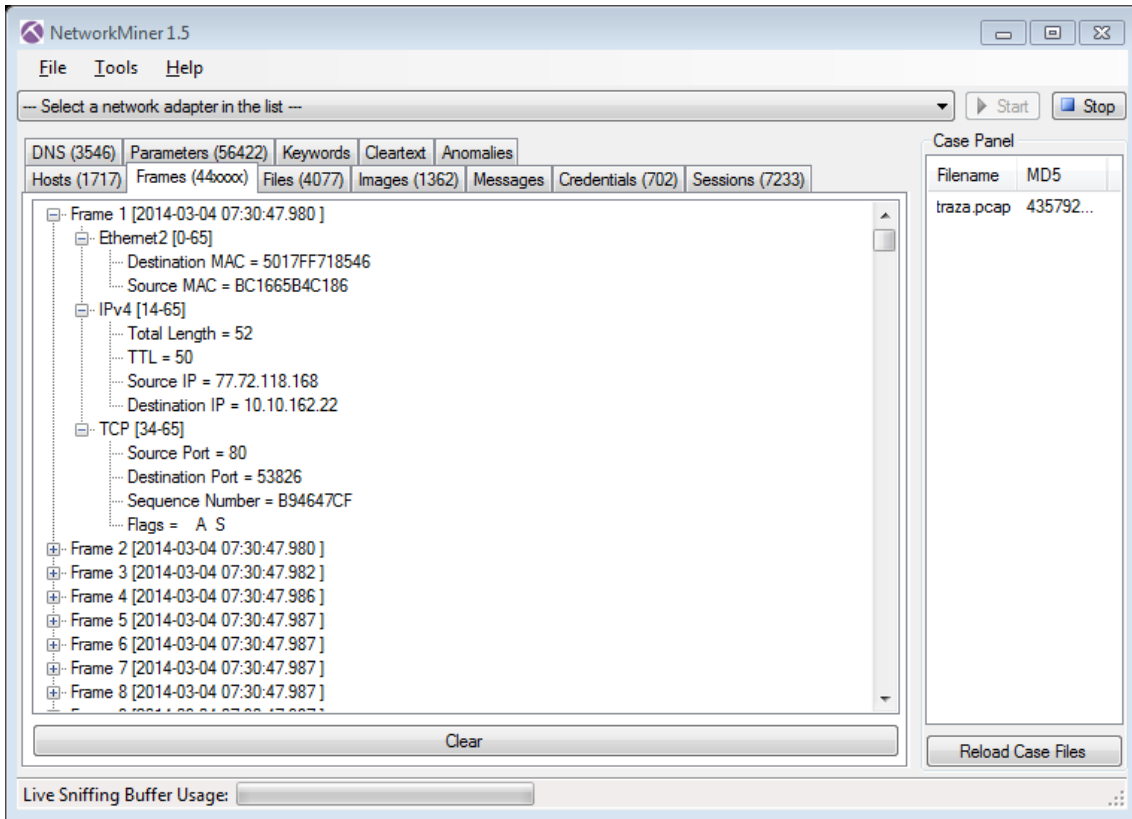 NetworkMiner 1.5
File Tools Help
--- Select a network adapter in the list ---
Start
Stop
DNS (3546) Parameters (56422) Keywords Cleartext Anomalies
Hosts (1717) Frames (44xxxx) Files (4077) Images (1362) Messages Credentials (702) Sessions (7233)
Frame 1 [2014-03-04 07:30:47.980 ]
Ethernet2 [0-65]
Destination MAC = 5017FF718546
Source MAC = BC1665B4C186
IPv4 [14-65]
Total Length = 52
TTL = 50
Source IP = 77.72.118.168
Destination IP = 10.10.162.22
TCP [34-65]
Source Port = 80
Destination Port = 53826
Sequence Number = B94647CF
Flags = A S
Frame 2 [2014-03-04 07:30:47.980 ]
Frame 3 [2014-03-04 07:30:47.982 ]
Frame 4 [2014-03-04 07:30:47.986 ]
Frame 5 [2014-03-04 07:30:47.987 ]
Frame 6 [2014-03-04 07:30:47.987 ]
Frame 7 [2014-03-04 07:30:47.987 ]
Frame 8 [2014-03-04 07:30:47.987 ]
Clear
Case Panel
Filename MD5
traza.pcap 435792...
Reload Case Files
Live Sniffing Buffer Usage: